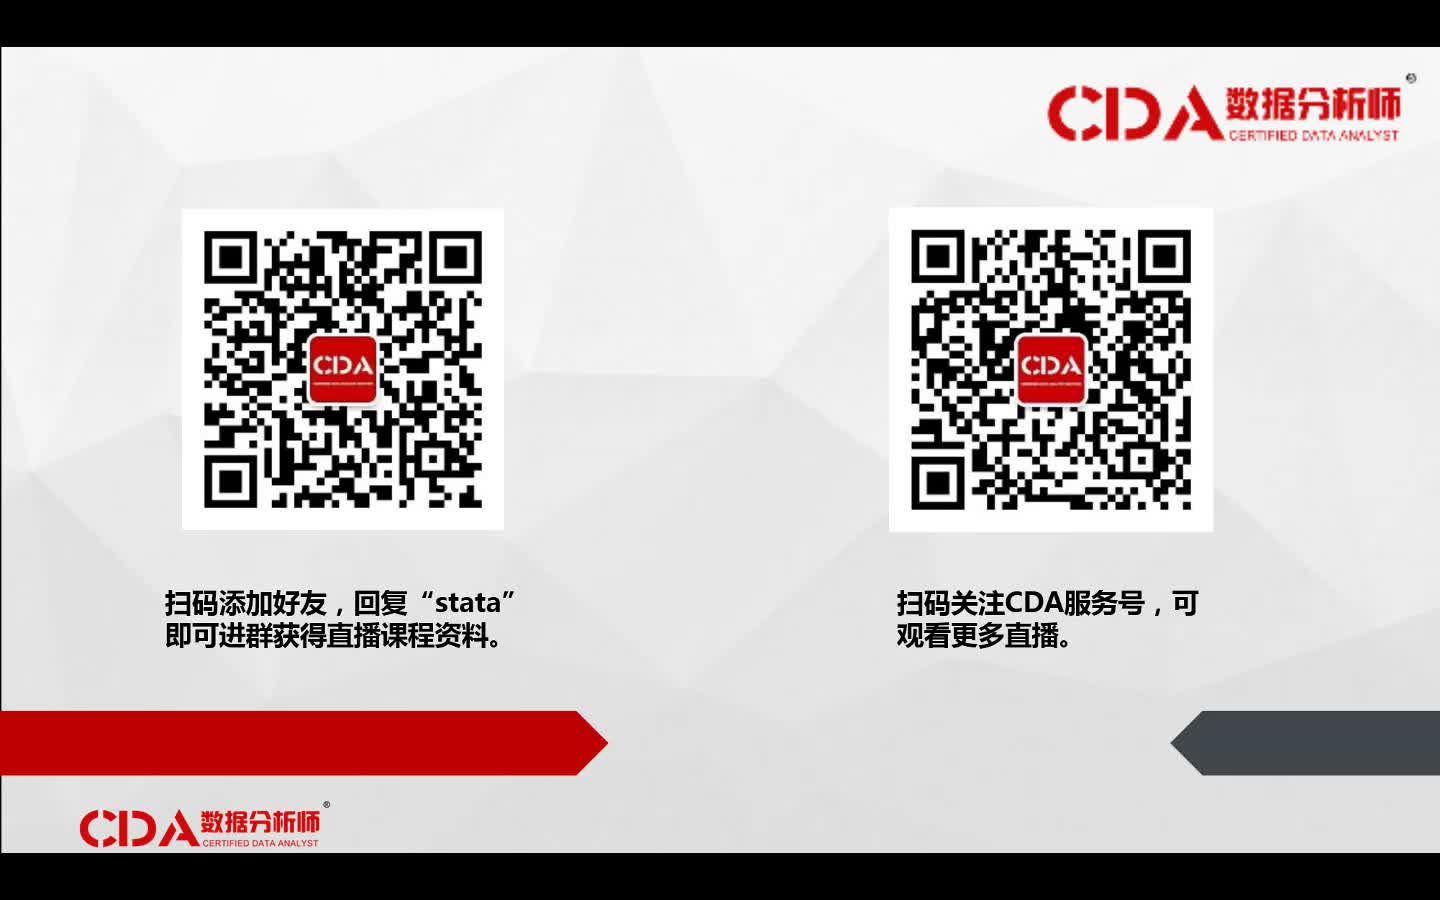 CDA 数据分析师 ®
CERTIFIED DATA ANALYST
CDA
CDA
扫码添加好友，回复“stata”
即可进群获得直播课程资料。
扫码关注CDA服务号，可
观看更多直播。
CDA 数据分析师 ®
CERTIFIED DATA ANALYST